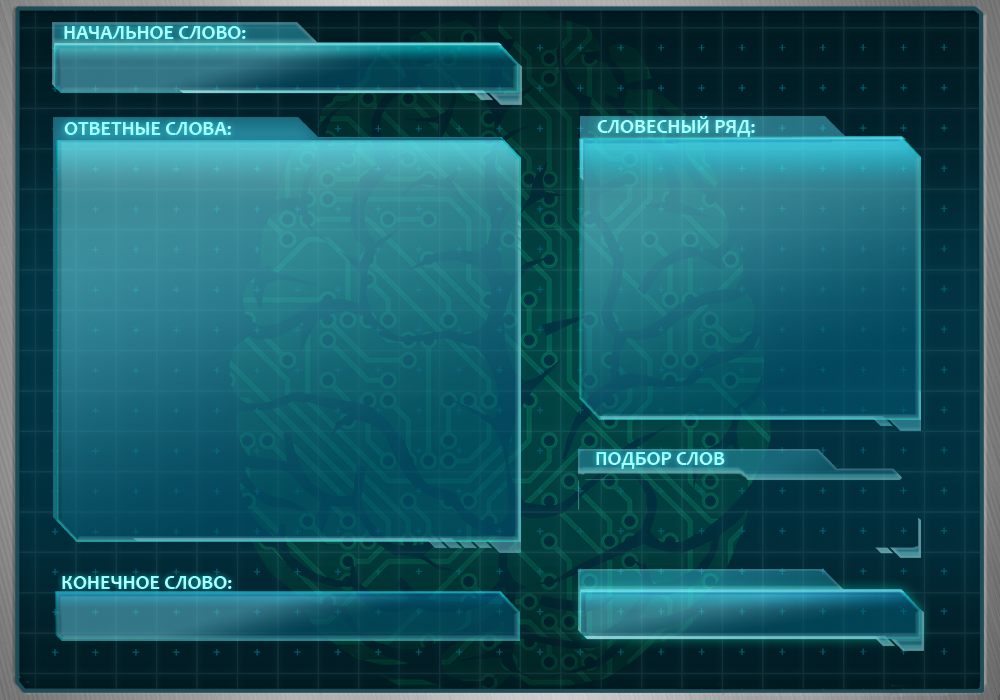 НАЧАЛЬНОЕ СЛОВО:
ОТВЕТНЫЕ СЛОВА:
СЛОВЕСНЫЙ РЯД:
ПОДБОР СЛОВ
КОНЕЧНОЕ СЛОВО: